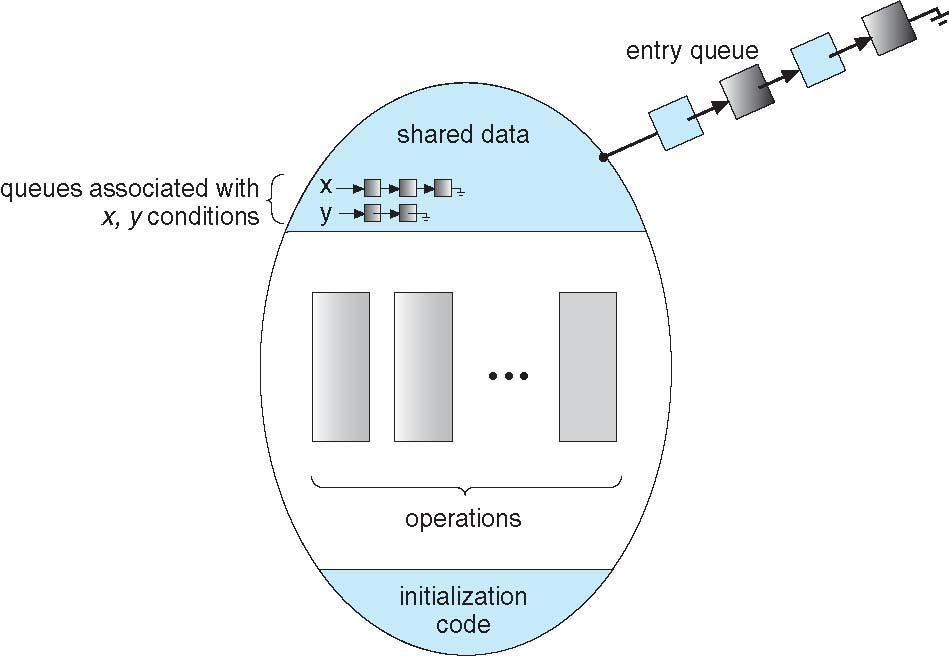 entry queue
shared data
queues associated with
x, y conditions
x
y
...
operations
initialization
code